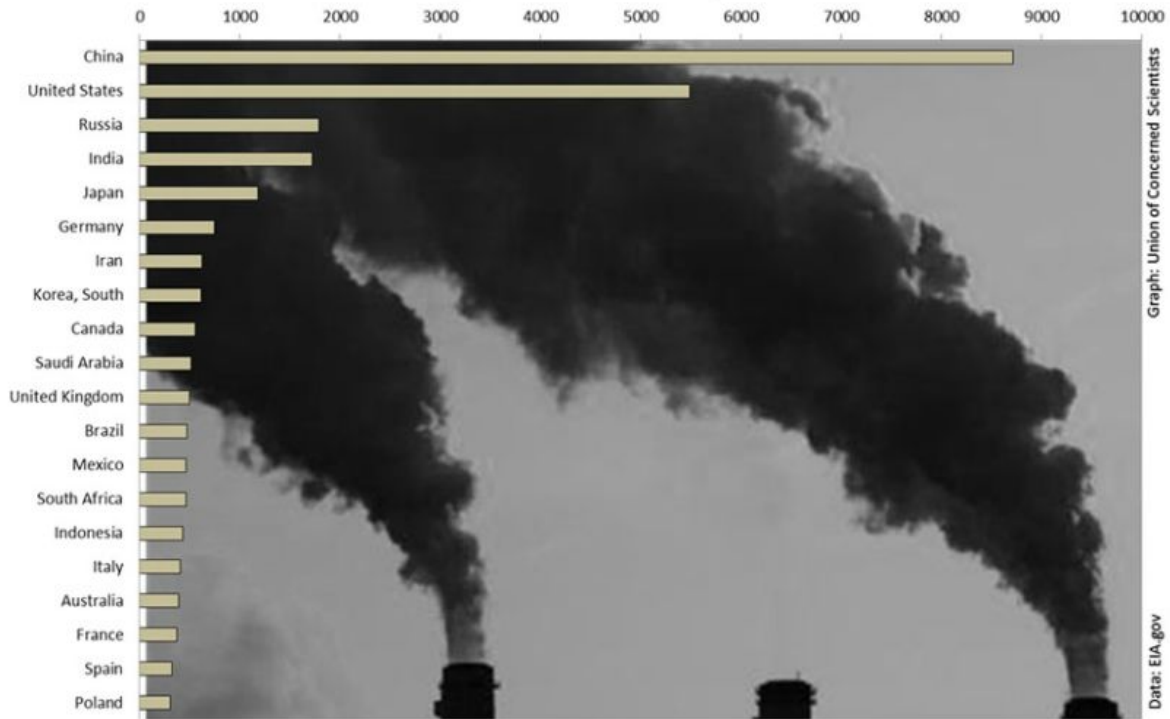 0 1000 2000 3000 4000 5000 6000 7000 8000 9000 10000
China
United States
Russia
India
Japan
Germany
Iran
Korea, South
Canada
Saudi Arabia
United Kingdom
Brazil
Mexico
South Africa
Indonesia
Italy
Australia
France
Spain
Poland
Graph: Union of Concerned Scientists
Data: EIA.gov